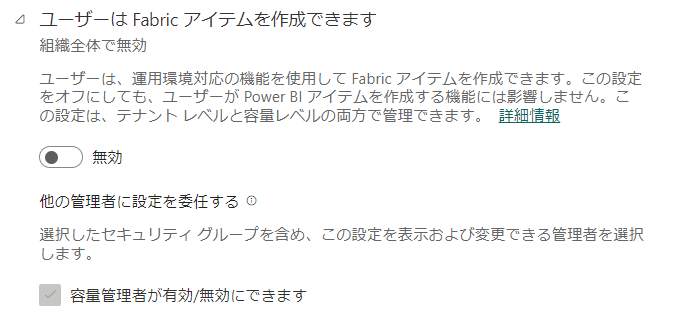 ユーザーは Fabric アイテムを作成できます
組織全体で無効
ユーザーは、運用環境対応の機能を使用して Fabric アイテムを作成できます。この設定
をオフにしても、ユーザーが Power BI アイテムを作成する機能には影響しません。こ
の設定は、テナント レベルと容量レベルの両方で管理できます。 詳細情報
無効
他の管理者に設定を委任する
選択したセキュリティ グループを含め、この設定を表示および変更できる管理者を選択
します。
容量管理者が有効/無効にできます